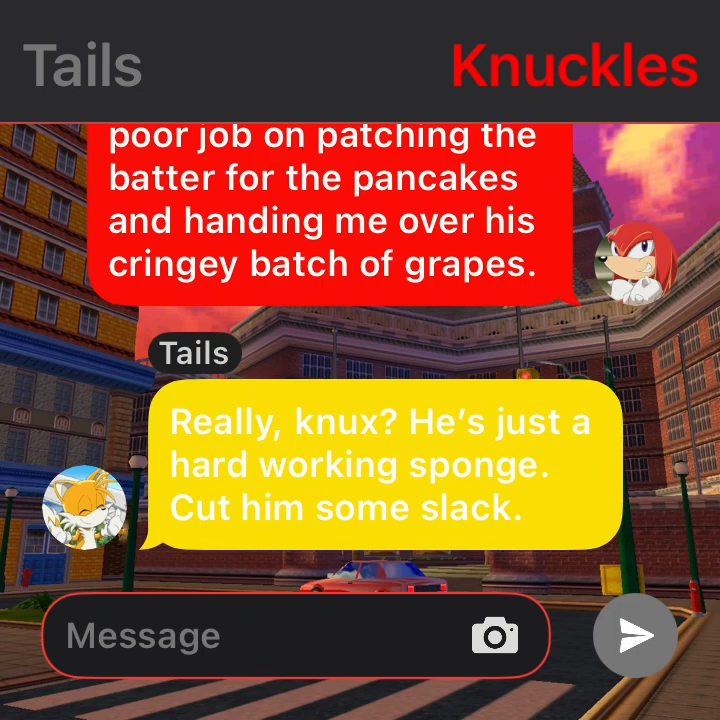 Tails
Knuckles
poor job on patching the
batter for the pancakes
and handing me over his
cringey batch of grapes.
Tails
Really, knux? He’s just a
hard working sponge.
Cut him some slack.
Message